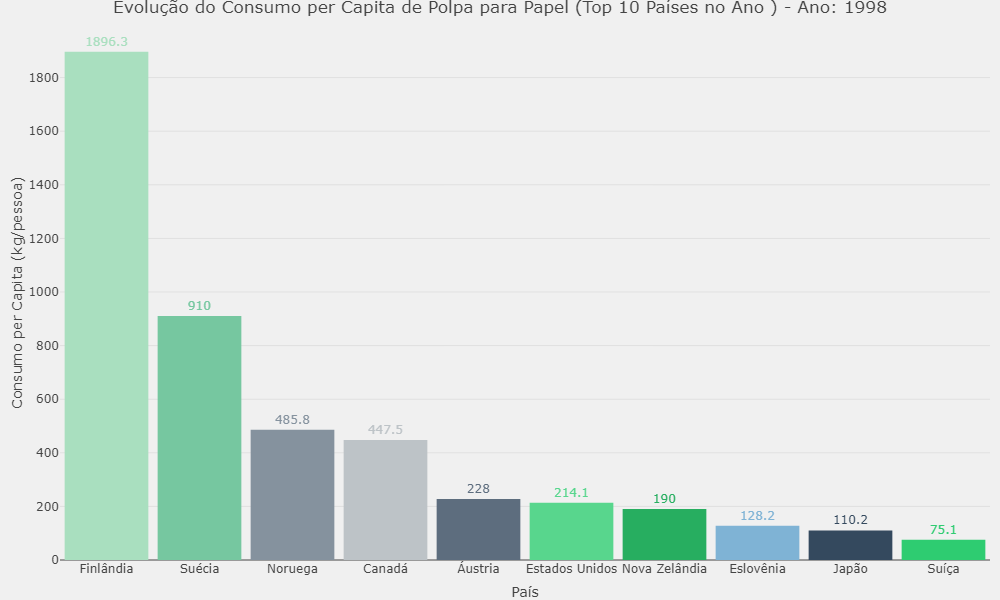 Evolução do Consumo per Capita de Polpa para Papel (Top 10 Países no Ano ) - Ano: 1998
Consumo per Capita (kg/pessoa)
1800
1600
1400
1200
1000
800
600
400
200
0
1896.3
910
485.8
447.5
228
214.1
190
128.2
110.2
75.1
Finlândia
Suécia
Noruega
Canadá
Áustria
Estados Unidos
Nova Zelândia
Eslovênia
Japão
Suíça
País